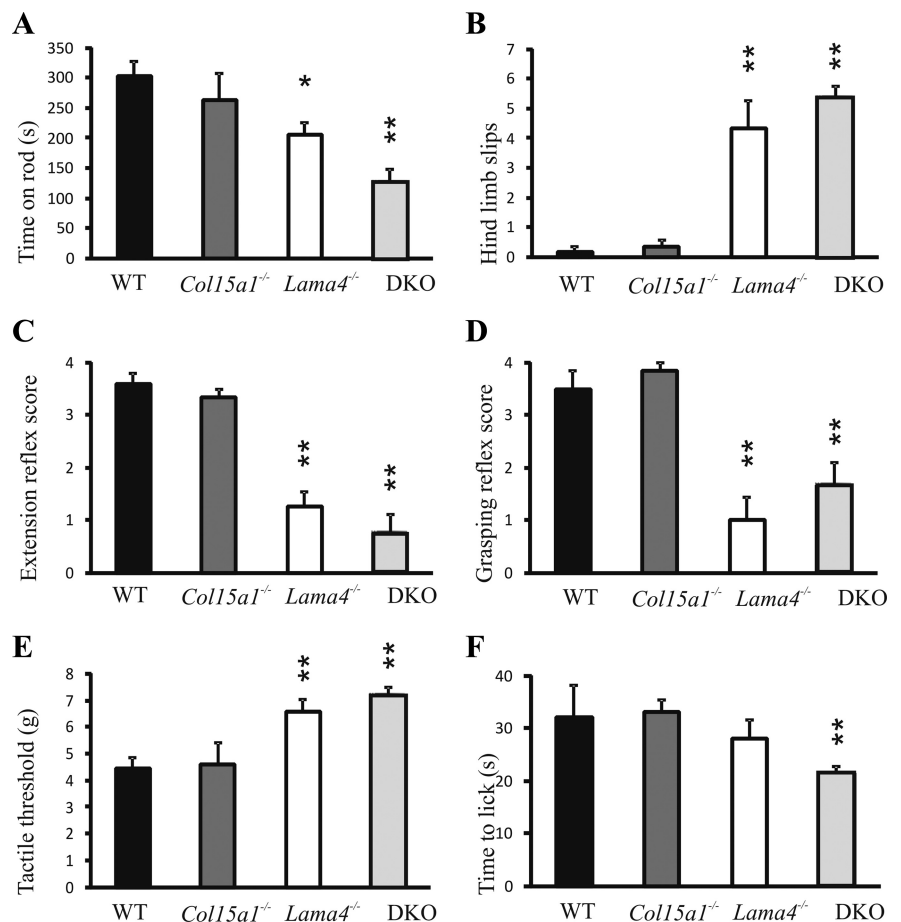 A
Time on rod (s)
350
300
250
200
150
100
50
0
*
**
WT Col15a1-/- Lama4-/- DKO
B
Hind limb slips
7
6
5
4
3
2
1
0
**
**
WT Col15a1-/- Lama4-/- DKO
C
Extension reflex score
4
3
2
1
0
**
**
WT Col15a1-/- Lama4-/- DKO
D
Grasping reflex score
4
3
2
1
0
**
**
WT Col15a1-/- Lama4-/- DKO
E
Tactile threshold (g)
8
7
6
5
4
3
2
1
0
**
**
WT Col15a1-/- Lama4-/- DKO
F
Time to lick (s)
40
30
20
10
0
**
WT Col15a1-/- Lama4-/- DKO